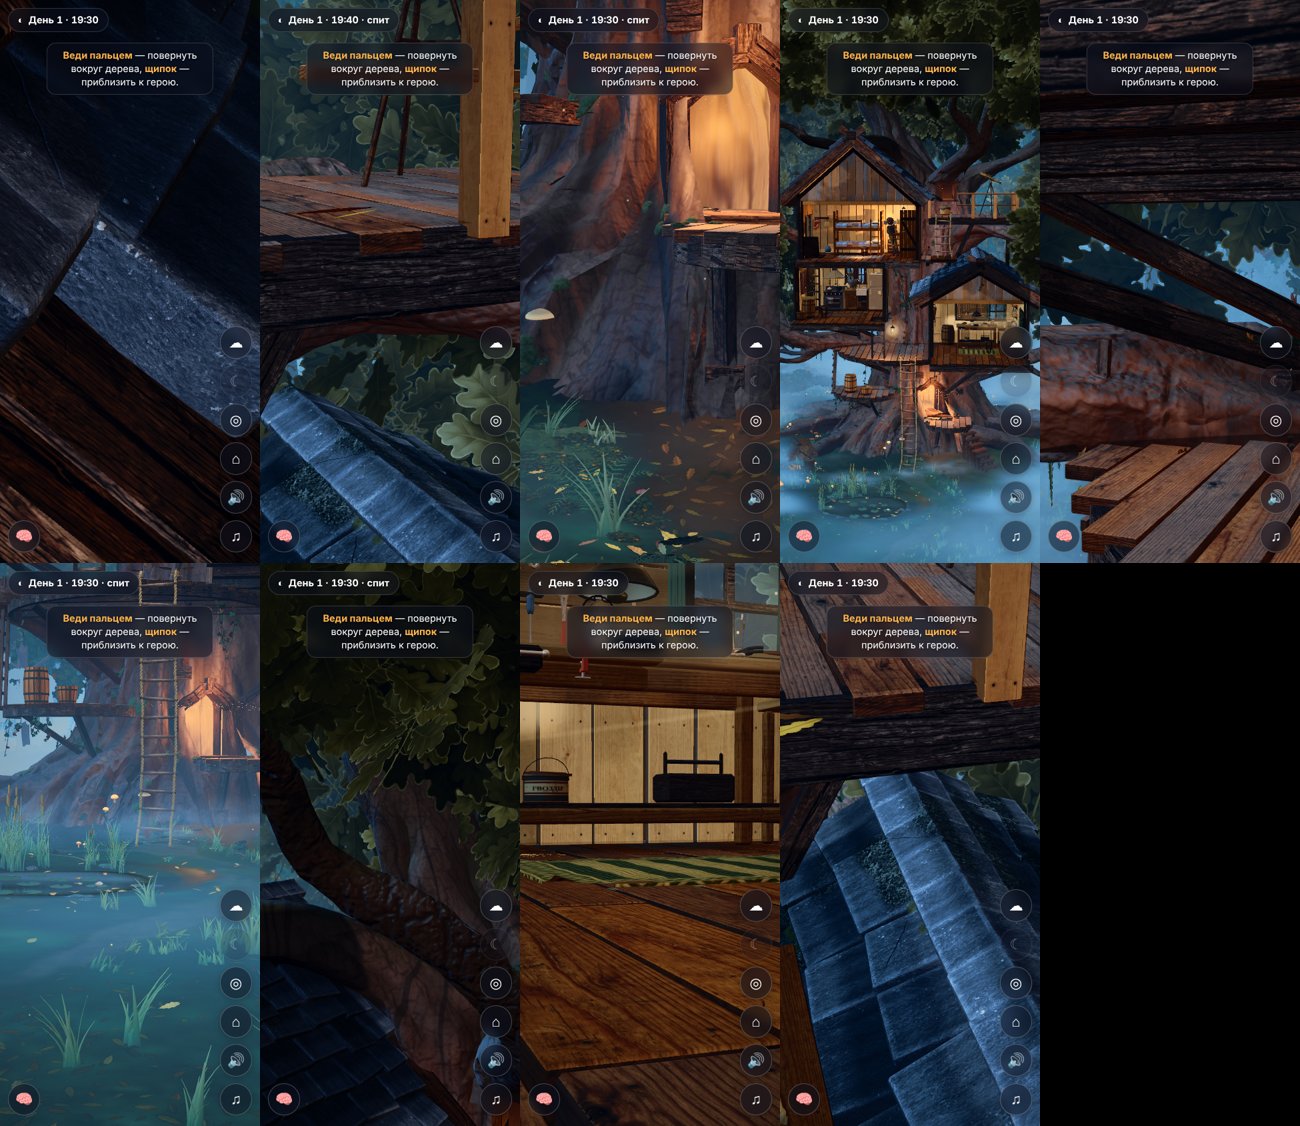 День 1 · 19:30
Веди пальцем — повернуть
вокруг дерева, щипок —
приблизить к герою.
День 1 · 19:40 · спит
Веди пальцем — повернуть
вокруг дерева, щипок —
приблизить к герою.
День 1 · 19:30 · спит
Веди пальцем — повернуть
вокруг дерева, щипок —
приблизить к герою.
День 1 · 19:30
Веди пальцем — повернуть
вокруг дерева, щипок —
приблизить к герою.
День 1 · 19:30
Веди пальцем — повернуть
вокруг дерева, щипок —
приблизить к герою.
День 1 · 19:30 · спит
Веди пальцем — повернуть
вокруг дерева, щипок —
приблизить к герою.
День 1 · 19:30 · спит
Веди пальцем — повернуть
вокруг дерева, щипок —
приблизить к герою.
День 1 · 19:30
Веди пальцем — повернуть
вокруг дерева, щипок —
приблизить к герою.
ГВОЗДИ
День 1 · 19:30
Веди пальцем — повернуть
вокруг дерева, щипок —
приблизить к герою.